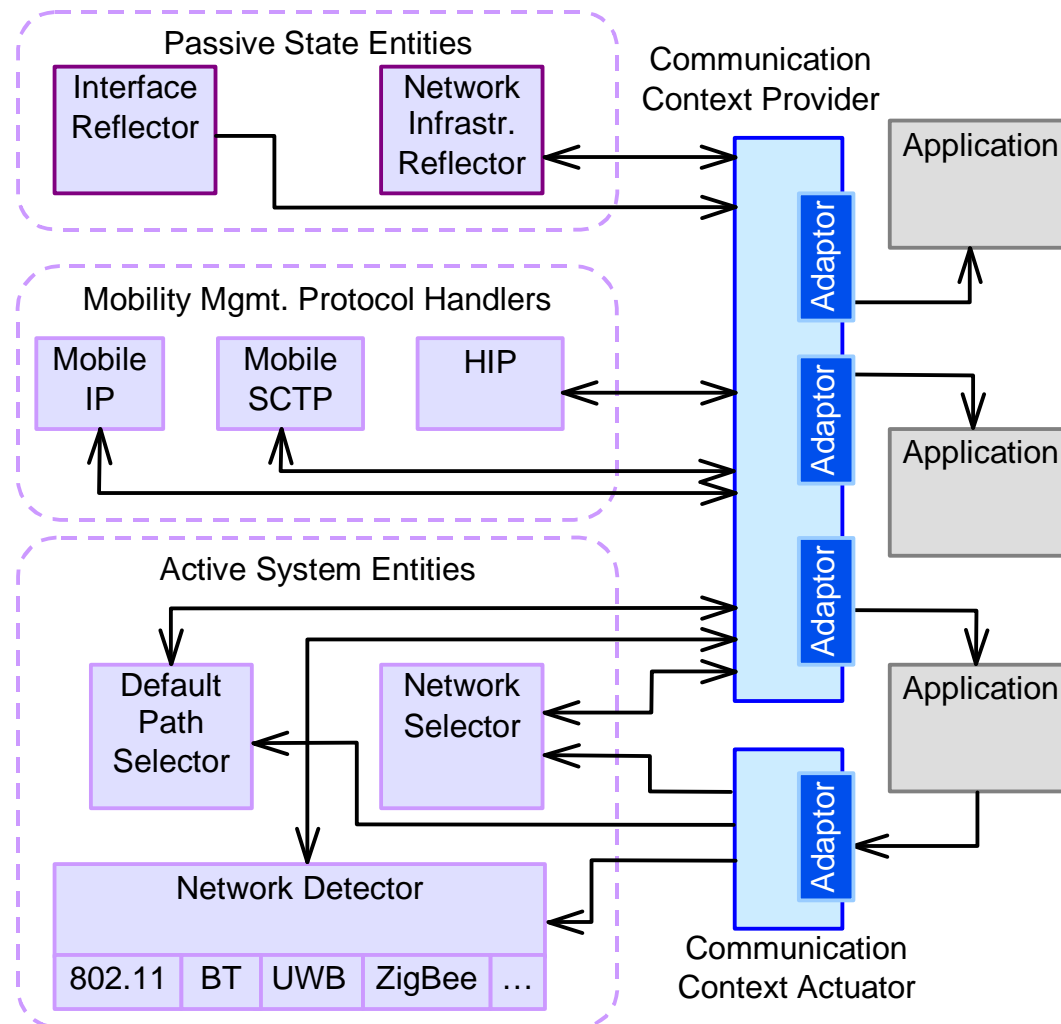 Passive State Entities
Interface
Reflector
Network
Infrastr.
Reflector
Communication
Context Provider
Application
Adaptor
Mobility Mgmt. Protocol Handlers
Mobile
IP
Mobile
SCTP
HIP
Adaptor
Application
Active System Entities
Default
Path
Selector
Network
Selector
Adaptor
Application
Adaptor
Network Detector
802.11
BT
UWB
ZigBee
...
Communication
Context Actuator